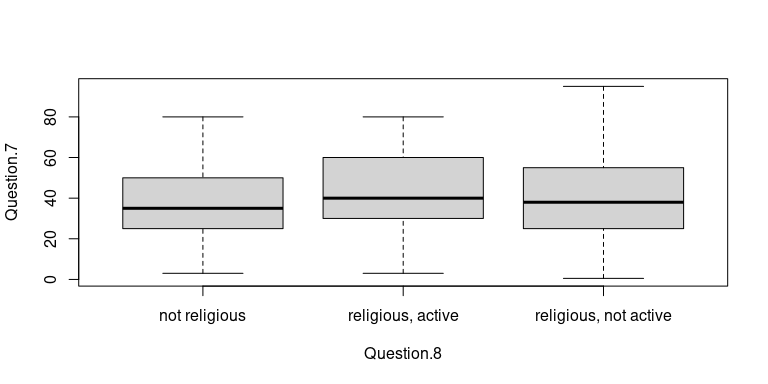 Question.7
80
60
40
20
0
not religious
religious, active
religious, not active
Question.8